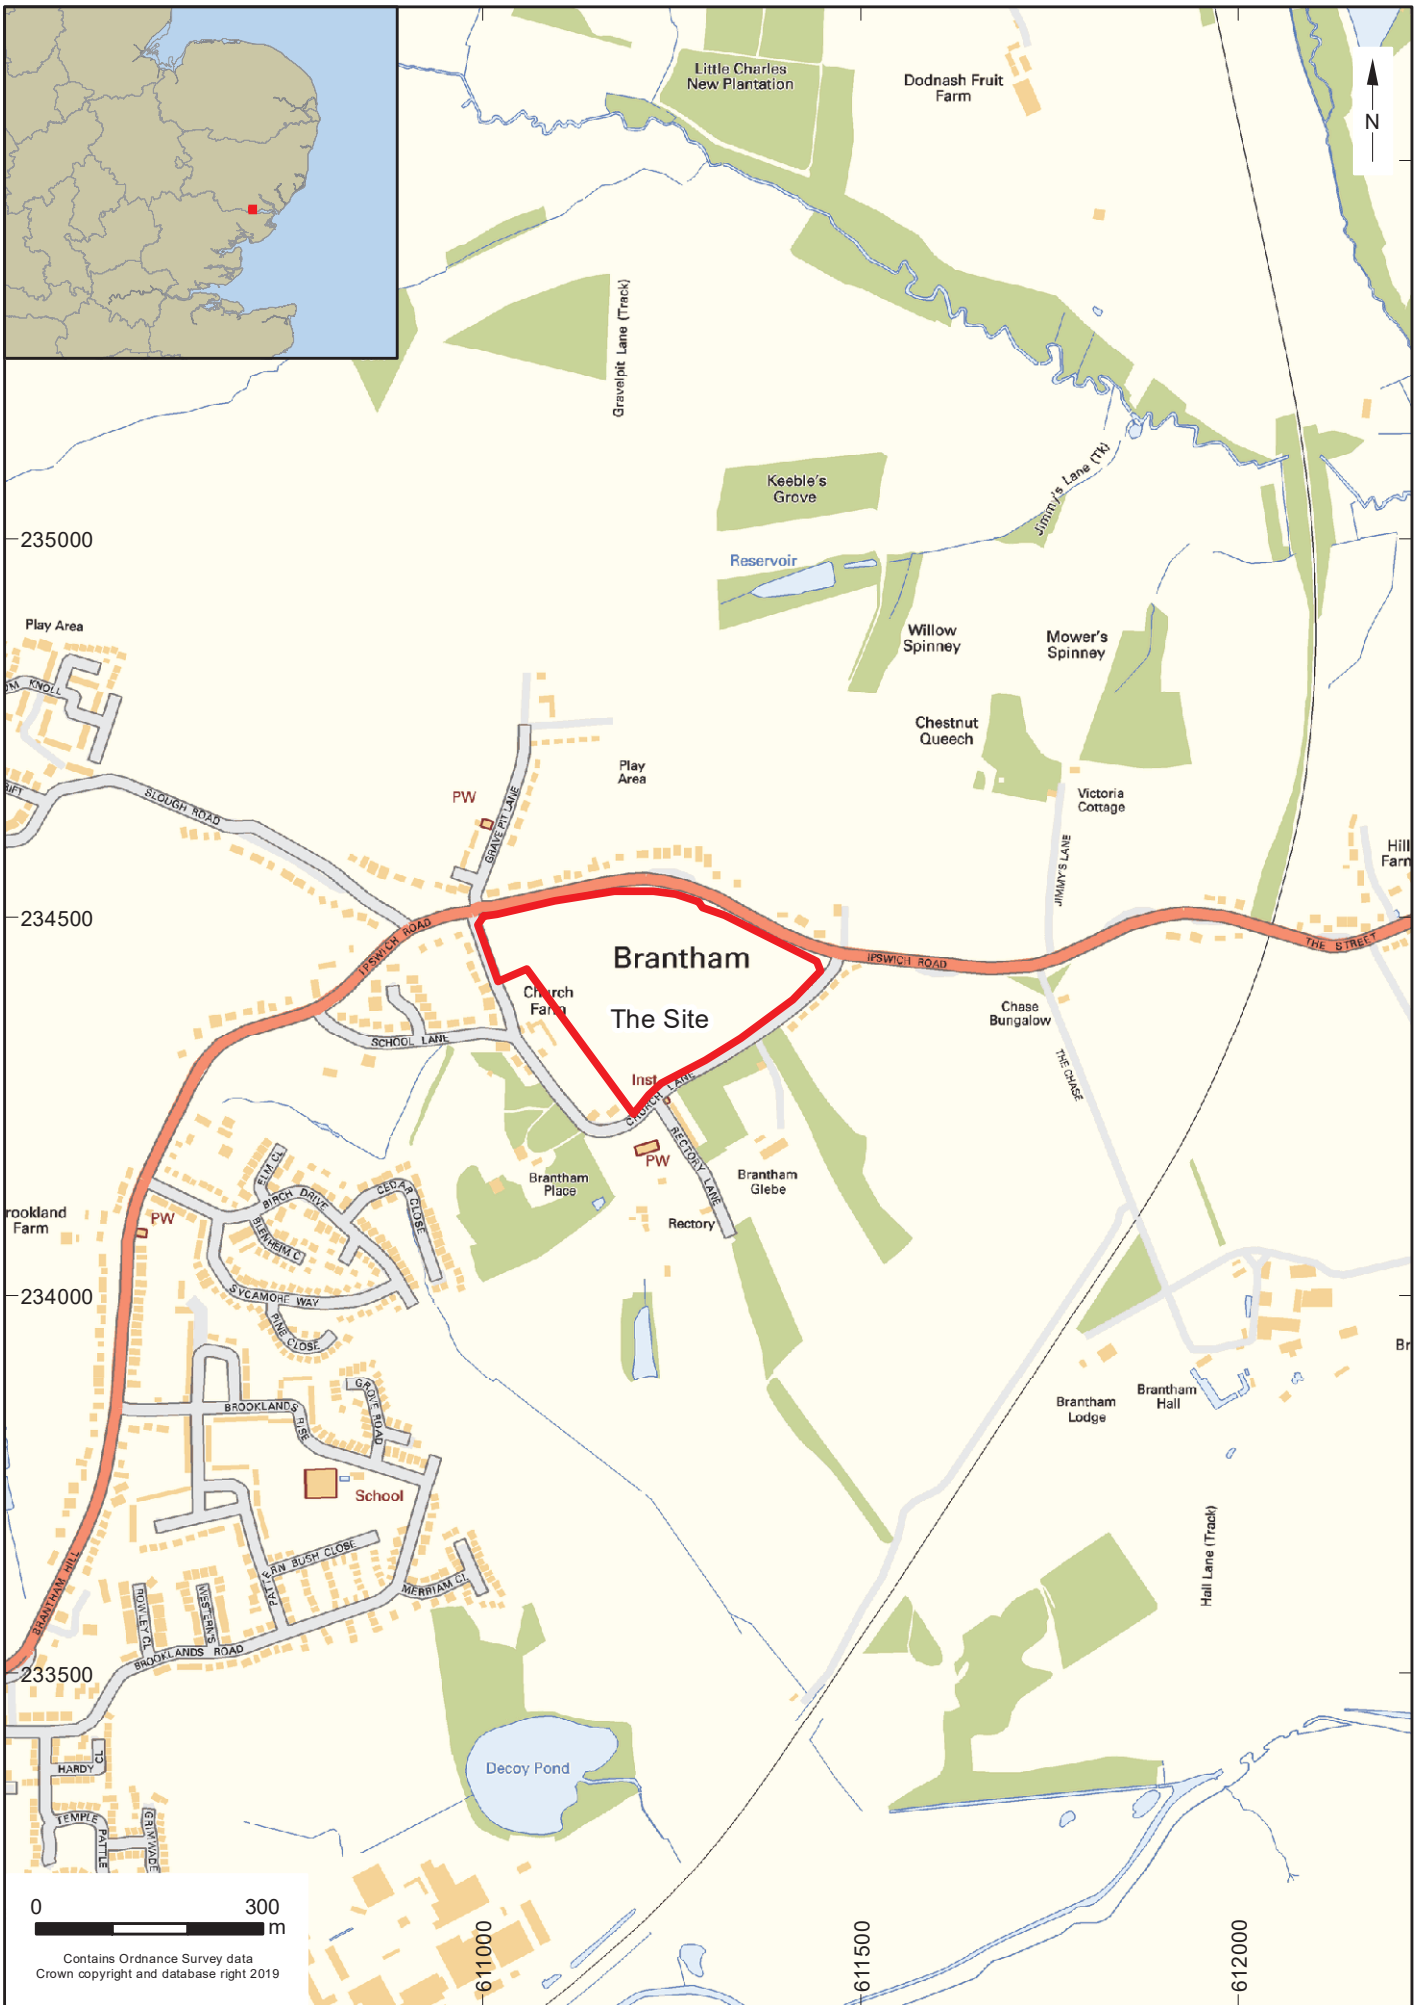 Little Charles
New Plantation
Dodnash Fruit
Farm
N
Gravelpit Lane (Track)
Jimmy's Lane (Tk)
Keeble's
Grove
235000
Reservoir
Play Area
Willow
Spinney
Mower's
Spinney
KNOLL
Chestnut
Queech
Play
Area
PW
Victoria
Cottage
SLOUGH ROAD
GRAVE PIT LANE
JIMMY'S LANE
Hill
Farm
234500
IPSWICH ROAD
Brantham
IPSWICH ROAD
THE STREET
Church
Farm
The Site
Chase
Bungalow
SCHOOL LANE
THE CHASE
Inst
CHURCH LANE
RECTORY LANE
PW
Brantham
Place
Brantham
Glebe
Rectory
ELM CL
BIRCH DRIVE
CEDAR CLOSE
BLENHEIM C
rookland
Farm
PW
234000
SYCAMORE WAY
PINE CLOSE
Br
GROVE ROAD
BROOKLANDS
RISE
Brantham
Lodge
Brantham
Hall
School
Hall Lane (Track)
PATTERN BUSH CLOSE
MERRIAM CL
BRANTHAM HILL
ROWLEY CL
WESTERN'S
BROOKLANDS ROAD
233500
HARDY CL
Decoy Pond
TEMPLE
PATTLE
GRIMWADE
0 300
m
Contains Ordnance Survey data
Crown copyright and database right 2019
611000
611500
612000